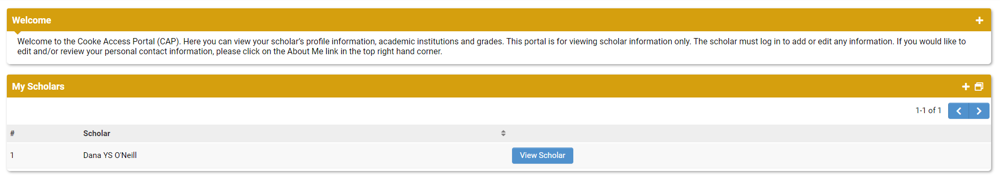 Welcome
Welcome to the Cooke Access Portal (CAP). Here you can view your scholar’s profile information, academic institutions and grades. This portal is for viewing scholar information only. The scholar must log in to add or edit any information. If you would like to
edit and/or review your personal contact information, please click on the About Me link in the top right hand corner.
My Scholars
1-1 of 1
# Scholar
1 Dana YS O'Neill View Scholar